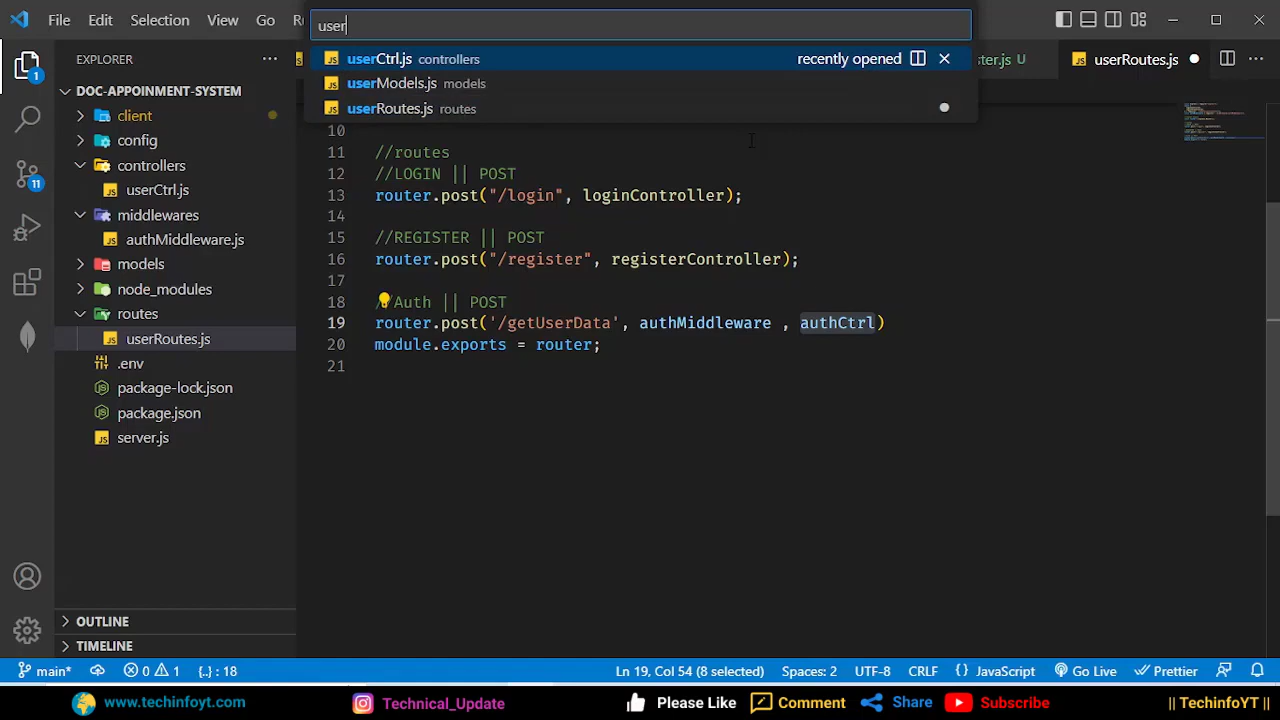 File Edit Selection View Go R
user
userCtrl.js controllers recently opened
userModels.js models
userRoutes.js routes
ter.js U
userRoutes.js
EXPLORER
DOC-APPOINMENT-SYSTEM
client
config
controllers
userCtrl.js
middlewares
authMiddleware.js
models
node_modules
routes
userRoutes.js
.env
package-lock.json
package.json
server.js
OUTLINE
TIMELINE
1
11
10
11 //routes
12 //LOGIN || POST
13 router.post("/login", loginController);
14
15 //REGISTER || POST
16 router.post("/register", registerController);
17
18 /Auth || POST
19 router.post('/getUserData', authMiddleware , authCtrl)
20 module.exports = router;
21
main* 0 1 {..} : 18 Ln 19, Col 54 (8 selected) Spaces: 2 UTF-8 CRLF {} JavaScript Go Live Prettier
www.techinfoyt.com Technical_Update Please Like Comment Share Subscribe || TechinfoYT ||